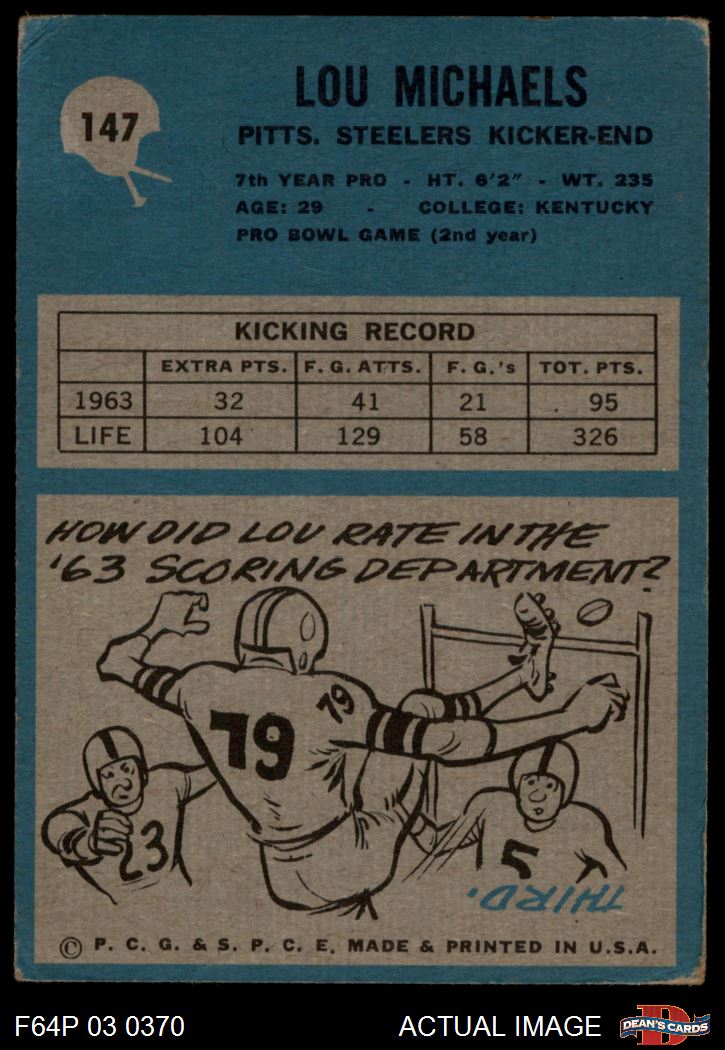 147
LOU MICHAELS
PITTS. STEELERS KICKER-END
7th YEAR PRO - HT. 6'2" - WT. 235
AGE: 29 - COLLEGE: KENTUCKY
PRO BOWL GAME (2nd year)
KICKING RECORD
EXTRA PTS. F.G. ATTS. F.G.'s TOT. PTS.
1963 32 41 21 95
LIFE 104 129 58 326
HOW DID LOU RATE IN THE
'63 SCORING DEPARTMENT?
79
79
23
5
THIRD.
© P. C. G. & S. P. C. E. MADE & PRINTED IN U.S.A.
F64P 03 0370 ACTUAL IMAGE
D
DEAN'S CARDS